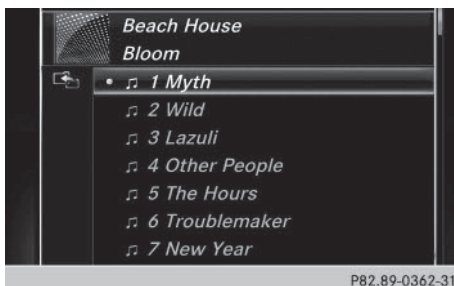 Beach House
Bloom
1 Myth
2 Wild
3 Lazuli
4 Other People
5 The Hours
6 Troublemaker
7 New Year
P82.89-0362-31